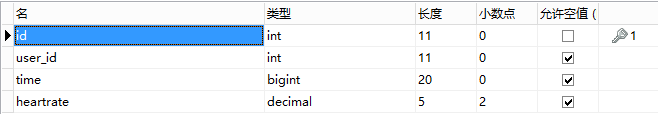 名 类型 长度 小数点 允许空值 (
id int 11 0 1
user_id int 11 0
time bigint 20 0
heartrate decimal 5 2